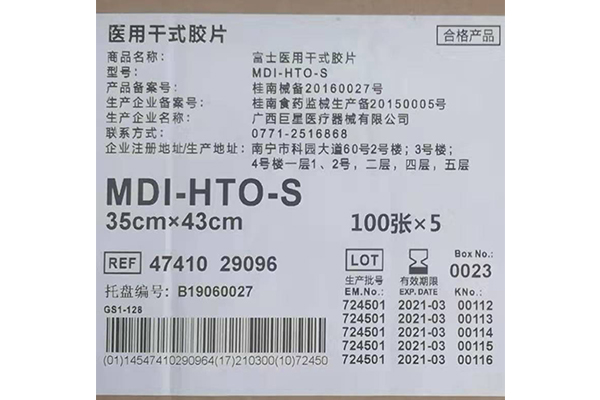 医用干式胶片
合格产品
商品名称: 富士医用干式胶片
型号: MDI-HTO-S
产品备案号: 桂南械备20160027号
生产企业备案号: 桂南食药监械生产备20150005号
生产企业名称: 广西巨星医疗器械有限公司
联系方式: 0771-2516868
企业注册地址/生产地址: 南宁市科园大道60号2号楼; 3号楼;
4号楼一层1、2号, 二层, 四层, 五层
MDI-HTO-S
35cm×43cm 100张×5
REF 47410 29096
托盘编号: B19060027
GS1-128
(01)14547410290964(17)210300(10)72450
LOT Box No.:
生产批号 有效期限 0023
EM.No.: EXP. DATE KNo.:
724501 2021-03 00112
724501 2021-03 00113
724501 2021-03 00114
724501 2021-03 00115
724501 2021-03 00116